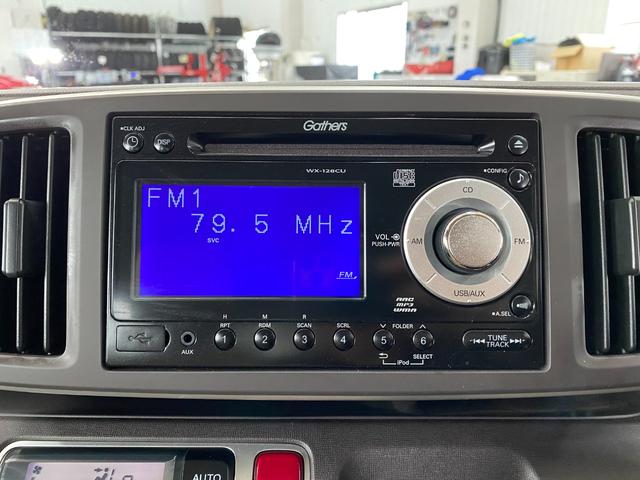 Gathers
CLK ADJ
DISP
WX-128CU
CONFIG
FM1
79.5 MHz
SVC
FM
CD
VOL
PUSH-PWR
AM
FM
USB/AUX
AAC
MP3
WMA
A.SEL
H M R
RPT RDM SCAN SCRL FOLDER
AUX
1 2 3 4 5 6
TUNE
TRACK
iPod
SELECT
AUTO